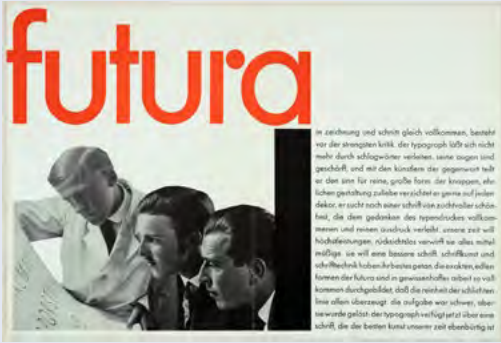 futura
in zeichnung und schnitt gleich vollkommen, besteht
vor der strengsten kritik. der typograph läßt sich nicht
mehr durch schlagwörter verleiten. seine augen sind
geschärft, und mit den künstlern der gegenwart teilt
er den sinn für reine, große form. der knappen, ehr-
lichen gestaltung zuliebe verzichtet er gerne auf jeden
dekor. er sucht nach einer schrift von zuchtvoller schön-
heit, die dem gedanken des typendruckes vollkom-
menen und reinen ausdruck verleiht. unsere zeit will
höchstleistungen. rücksichtslos verwirft sie alles mittel-
mäßige. sie will eine bessere schrift. schriftkunst und
schrifttechnik haben ihr bestes getan. die exakten, edlen
formen der futura sind in gewissenhafter arbeit so voll-
kommen durchgebildet, daß die reinheit der schlichten
linie allein überzeugt. die aufgabe war schwer, aber
sie wurde gelöst: der typograph verfügt jetzt über eine
schrift, die der besten kunst unserer zeit ebenbürtig ist